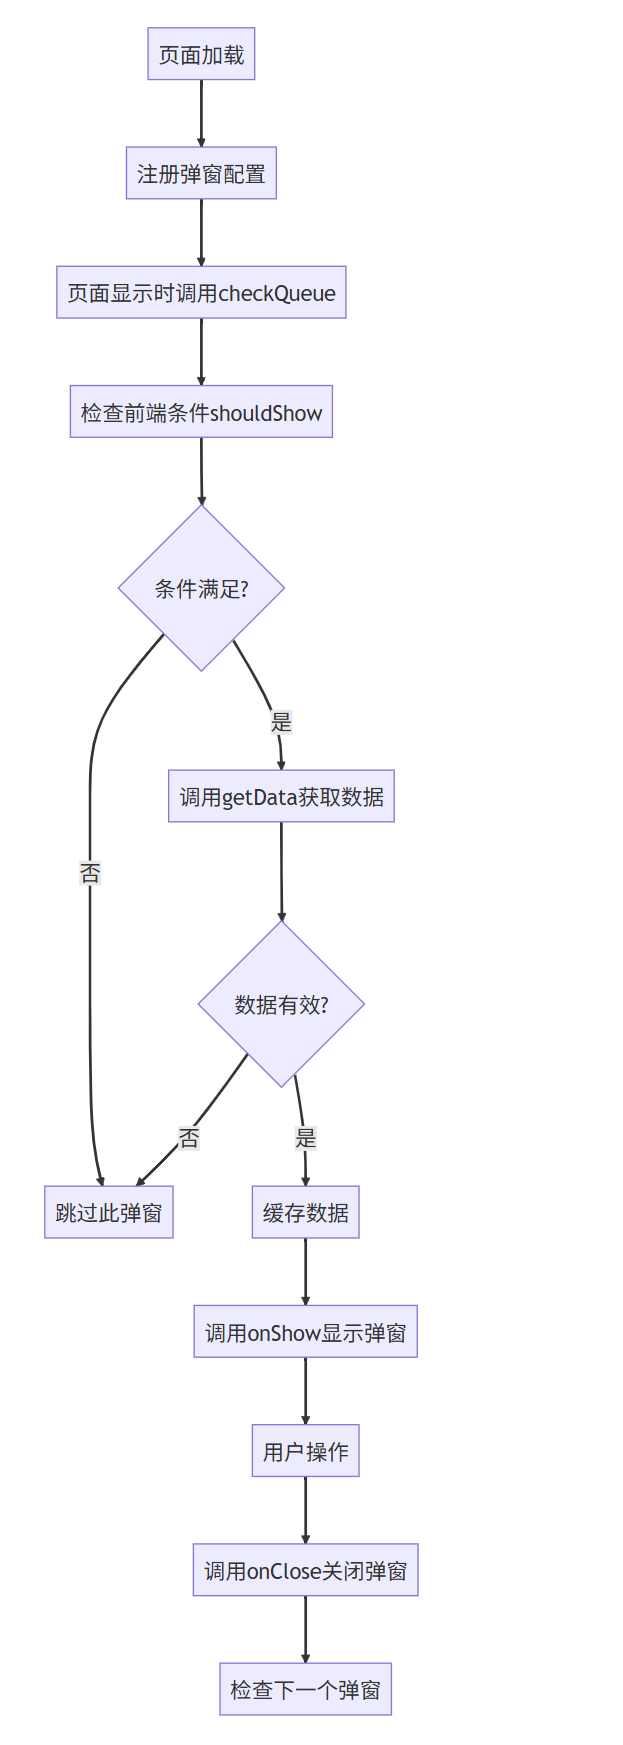 页面加载
注册弹窗配置
页面显示时调用checkQueue
检查前端条件shouldShow
条件满足?
是
调用getData获取数据
否
数据有效?
否
是
跳过此弹窗
缓存数据
调用onShow显示弹窗
用户操作
调用onClose关闭弹窗
检查下一个弹窗